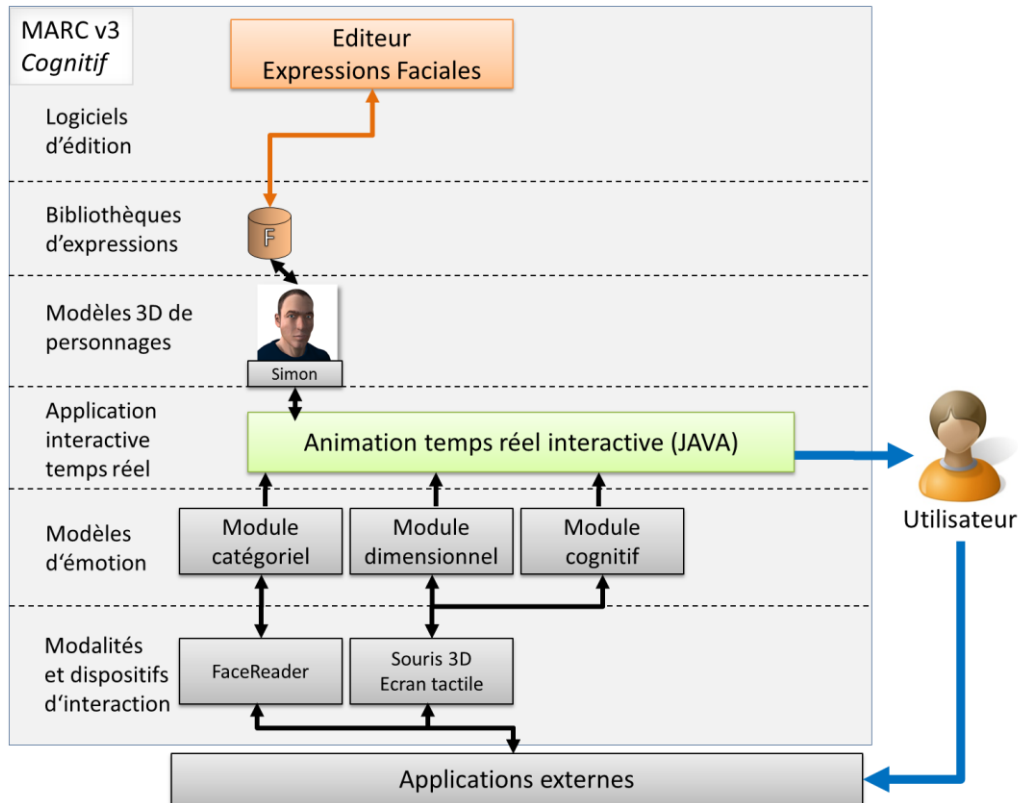 MARC v3
Cognitif
Editeur
Expressions Faciales
Logiciels
d'édition
Bibliothèques
d'expressions
F
Modèles 3D de
personnages
Simon
Application
interactive
temps réel
Animation temps réel interactive (JAVA)
Utilisateur
Modèles
d‘émotion
Module
catégoriel
Module
dimensionnel
Module
cognitif
Modalités
et dispositifs
d‘interaction
FaceReader
Souris 3D
Ecran tactile
Applications externes